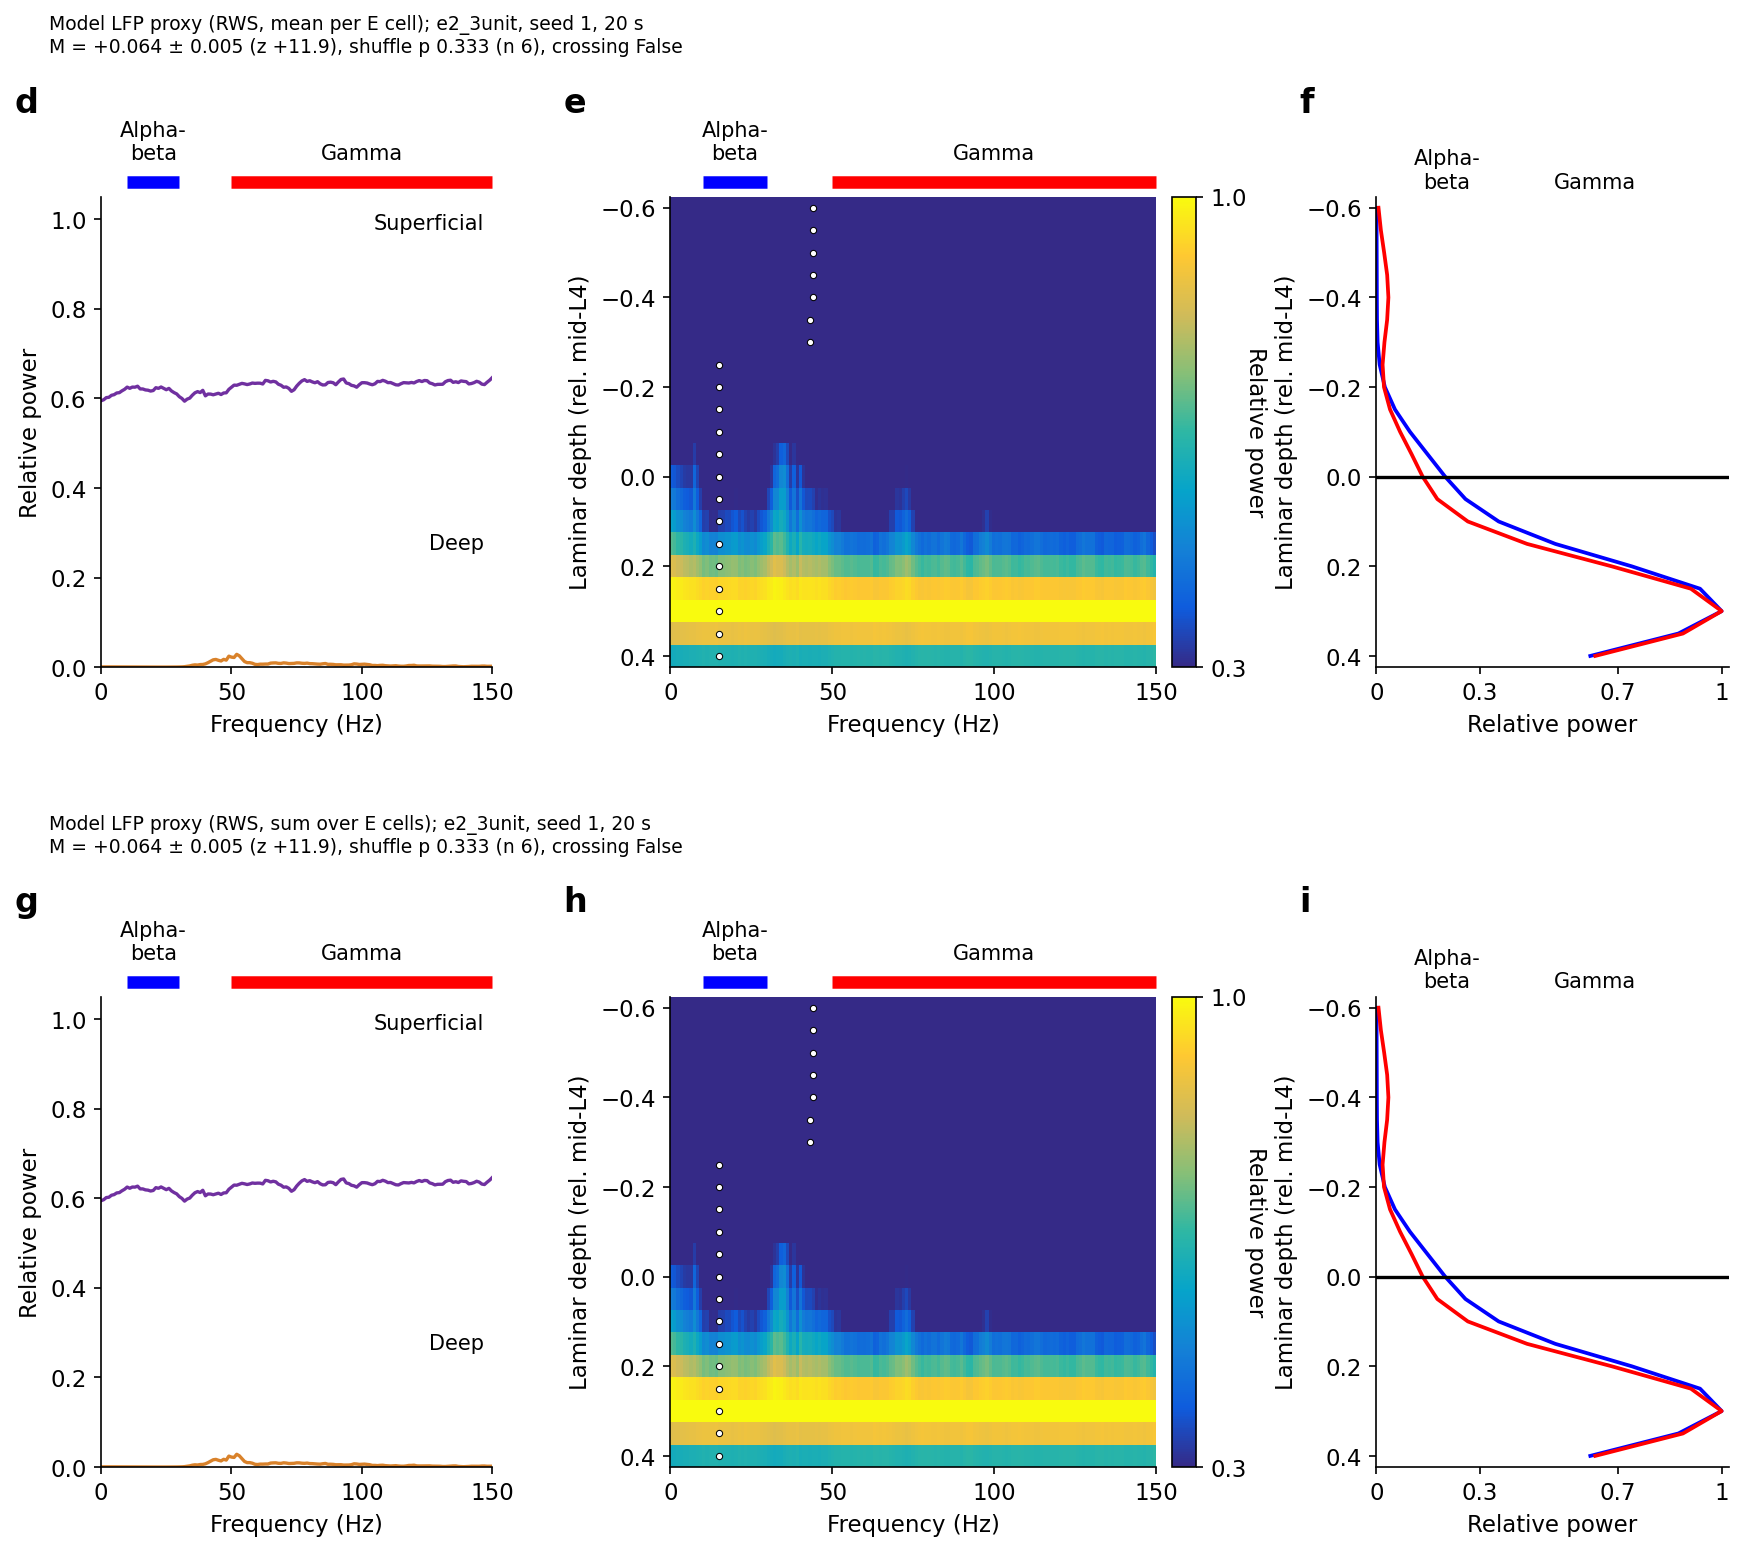 Model LFP proxy (RWS, mean per E cell); e2_3unit, seed 1, 20 s
M = +0.064 ± 0.005 (z +11.9), shuffle p 0.333 (n 6), crossing False
d
Alpha-
beta
Gamma
1.0
0.8
0.6
0.4
0.2
0.0
Relative power
Superficial
Deep
0
50
100
150
Frequency (Hz)
e
Alpha-
beta
Gamma
−0.6
−0.4
−0.2
0.0
0.2
0.4
Laminar depth (rel. mid-L4)
0
50
100
150
Frequency (Hz)
1.0
0.3
Relative power
f
Alpha-
beta
Gamma
−0.6
−0.4
−0.2
0.0
0.2
0.4
Laminar depth (rel. mid-L4)
0
0.3
0.7
1
Relative power
Model LFP proxy (RWS, sum over E cells); e2_3unit, seed 1, 20 s
M = +0.064 ± 0.005 (z +11.9), shuffle p 0.333 (n 6), crossing False
g
Alpha-
beta
Gamma
1.0
0.8
0.6
0.4
0.2
0.0
Relative power
Superficial
Deep
0
50
100
150
Frequency (Hz)
h
Alpha-
beta
Gamma
−0.6
−0.4
−0.2
0.0
0.2
0.4
Laminar depth (rel. mid-L4)
0
50
100
150
Frequency (Hz)
1.0
0.3
Relative power
i
Alpha-
beta
Gamma
−0.6
−0.4
−0.2
0.0
0.2
0.4
Laminar depth (rel. mid-L4)
0
0.3
0.7
1
Relative power